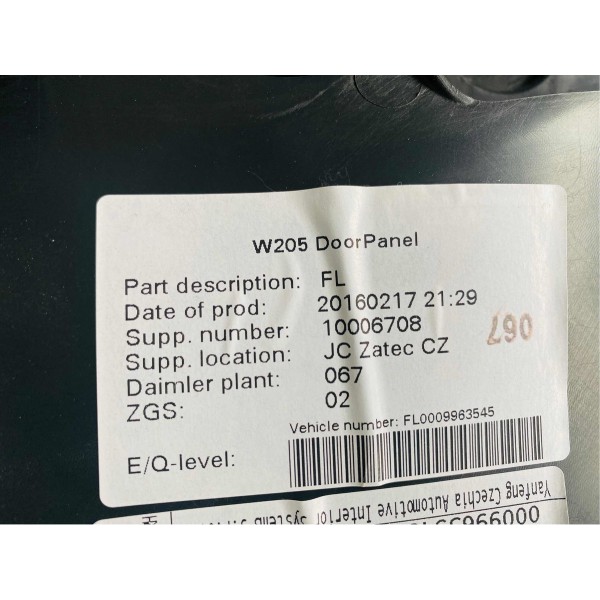 W205 DoorPanel
Part description: FL
Date of prod: 20160217 21:29
Supp. number: 10006708
Supp. location: JC Zatec CZ
Daimler plant: 067
ZGS: 02
067
Vehicle number: FL0009963545
E/Q-level:
Yanfeng Czechia Automotive Interior